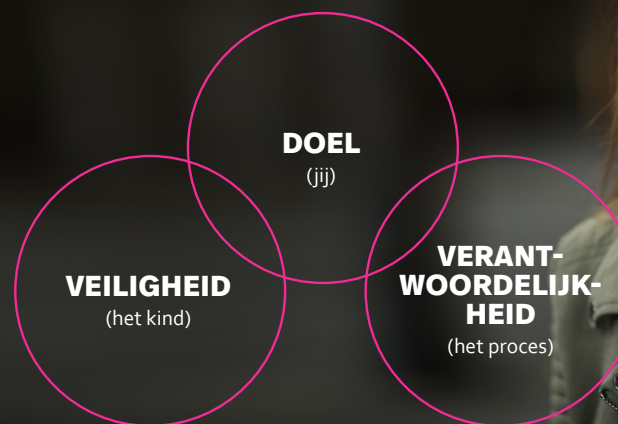 DOEL
(jij)
VEILIGHEID
(het kind)
VERANT-
WOORDELIJK-
HEID
(het proces)